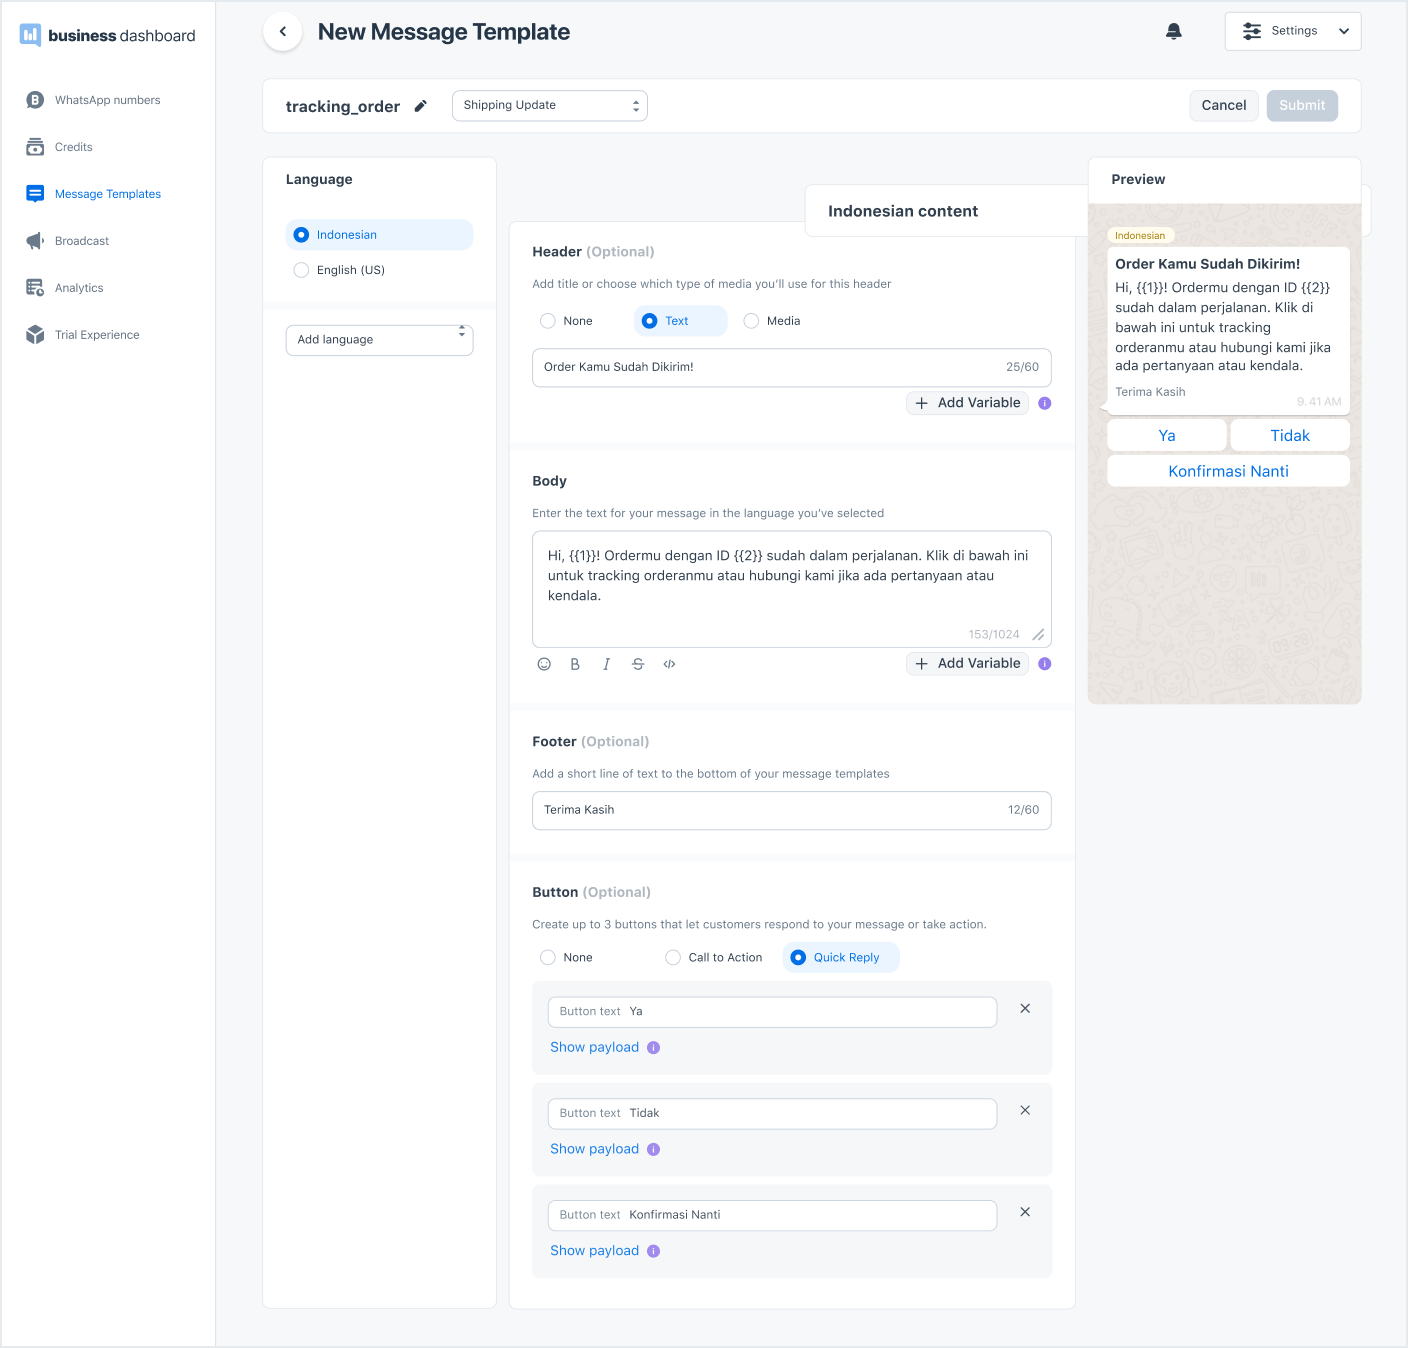 business dashboard
WhatsApp numbers
Credits
Message Templates
Broadcast
Analytics
Trial Experience
New Message Template
Settings
tracking_order
Shipping Update
Cancel
Submit
Language
Indonesian
English (US)
Add language
Indonesian content
Header (Optional)
Add title or choose which type of media you'll use for this header
None
Text
Media
Order Kamu Sudah Dikirim!
25/60
+ Add Variable
Body
Enter the text for your message in the language you've selected
Hi, {{1}}! Ordermu dengan ID {{2}} sudah dalam perjalanan. Klik di bawah ini
untuk tracking orderanmu atau hubungi kami jika ada pertanyaan atau
kendala.
153/1024
B I S </>
+ Add Variable
Footer (Optional)
Add a short line of text to the bottom of your message templates
Terima Kasih
12/60
Button (Optional)
Create up to 3 buttons that let customers respond to your message or take action.
None
Call to Action
Quick Reply
Button text Ya
Show payload
Button text Tidak
Show payload
Button text Konfirmasi Nanti
Show payload
Preview
Indonesian
Order Kamu Sudah Dikirim!
Hi, {{1}}! Ordermu dengan ID {{2}}
sudah dalam perjalanan. Klik di
bawah ini untuk tracking
orderanmu atau hubungi kami jika
ada pertanyaan atau kendala.
Terima Kasih
9.41 AM
Ya
Tidak
Konfirmasi Nanti